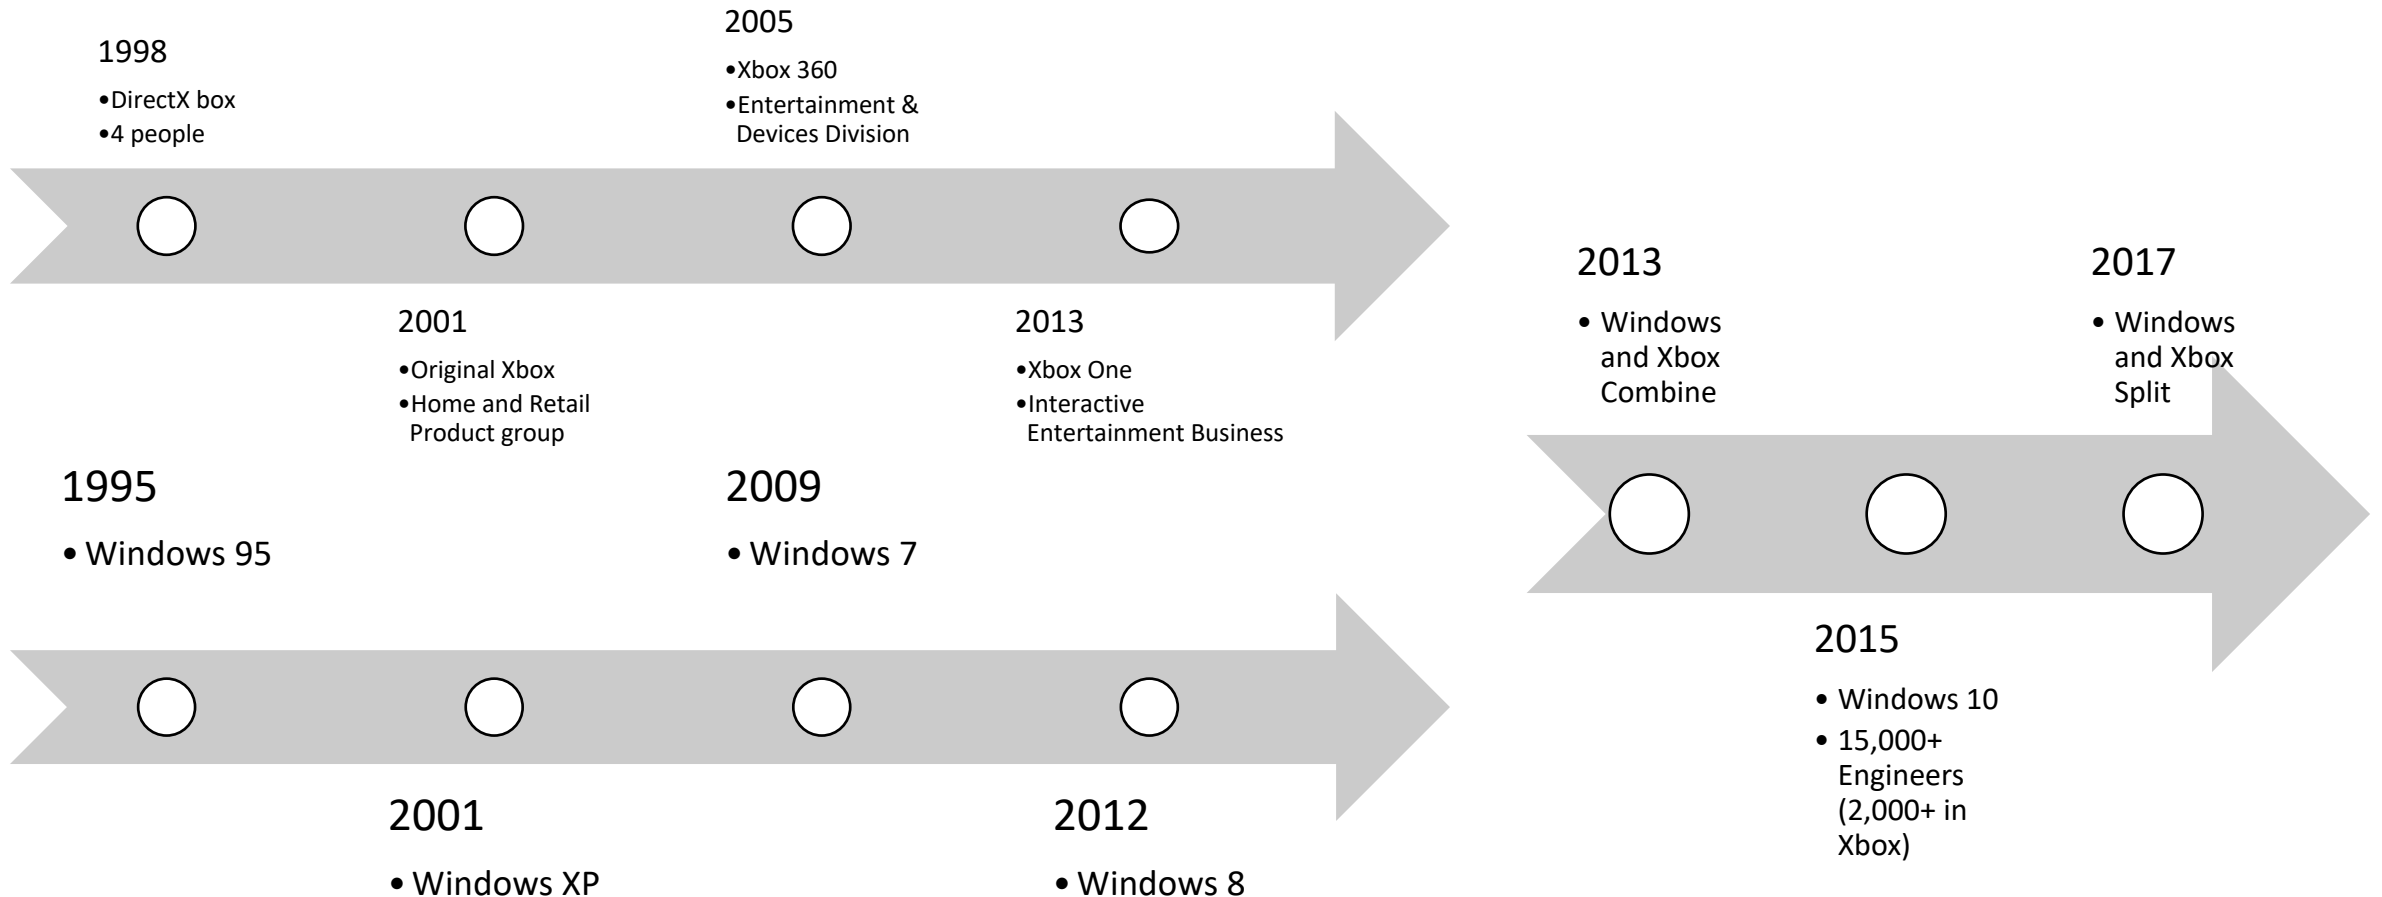 1998
•DirectX box
•4 people
2005
•Xbox 360
•Entertainment &
Devices Division
2001
•Original Xbox
•Home and Retail
Product group
2013
•Xbox One
•Interactive
Entertainment Business
1995
• Windows 95
2009
• Windows 7
2001
• Windows XP
2012
• Windows 8
2013
• Windows
and Xbox
Combine
2017
• Windows
and Xbox
Split
2015
• Windows 10
• 15,000+
Engineers
(2,000+ in
Xbox)